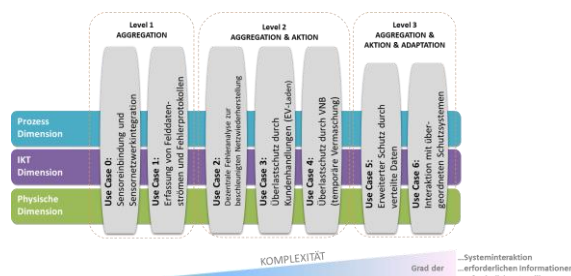 Level 1
AGGREGATION
Level 2
AGGREGATION & AKTION
Level 3
AGGREGATION &
AKTION & ADAPTATION
Prozess
Dimension
IKT
Dimension
Physische
Dimension
Use Case 0:
Sensoreinbindung und
Sensornetzwerkintegration
Use Case 1:
Erfassung von Felddaten-
strömen und Fehlerprotokollen
Use Case 2:
Dezentrale Fehleranalyse zur
beschleunigten Netzwiederherstellung
Use Case 3:
Überlastschutz durch
Kundenhandlungen (EV-Laden)
Use Case 4:
Überlastschutz durch VNB
(temporäre Vermaschung)
Use Case 5:
Erweiterter Schutz durch
verteilte Daten
Use Case 6:
Interaktion mit über-
geordneten Schutzsystemen
KOMPLEXITÄT
Grad der
...Systeminteraktion
...erforderlichen Informationen